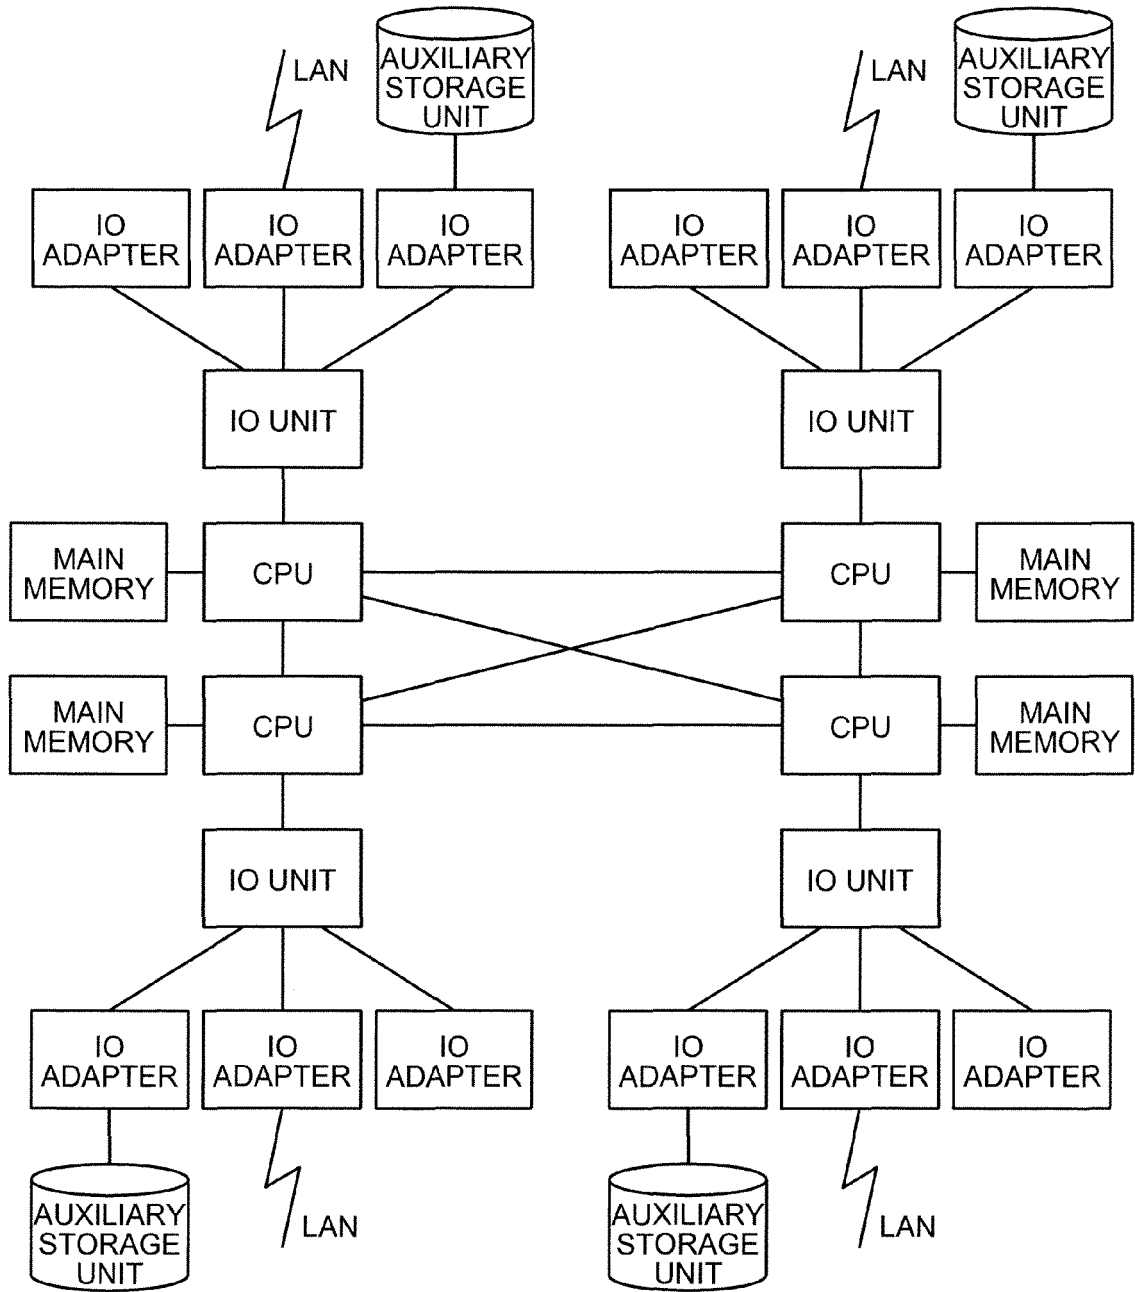 LAN
AUXILIARY
STORAGE
UNIT
LAN
AUXILIARY
STORAGE
UNIT
IO
ADAPTER
IO
ADAPTER
IO
ADAPTER
IO
ADAPTER
IO
ADAPTER
IO
ADAPTER
IO UNIT
IO UNIT
MAIN
MEMORY
CPU
CPU
MAIN
MEMORY
MAIN
MEMORY
CPU
CPU
MAIN
MEMORY
IO UNIT
IO UNIT
IO
ADAPTER
IO
ADAPTER
IO
ADAPTER
IO
ADAPTER
IO
ADAPTER
IO
ADAPTER
AUXILIARY
STORAGE
UNIT
LAN
AUXILIARY
STORAGE
UNIT
LAN